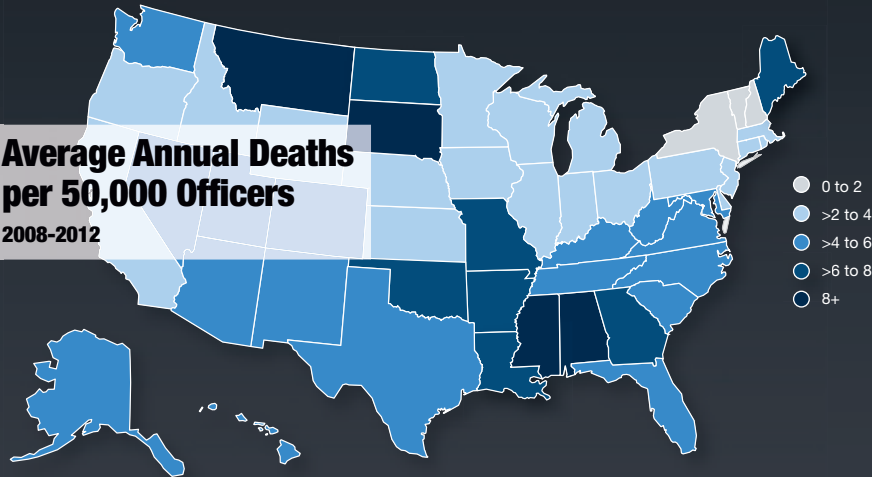 Average Annual Deaths
per 50,000 Officers
2008-2012
0 to 2
>2 to 4
>4 to 6
>6 to 8
8+